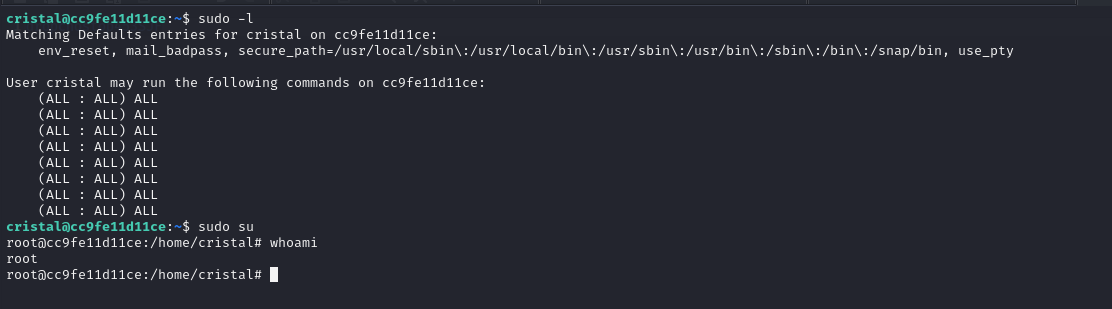 cristal@cc9fe11d11ce:~$ sudo -l
Matching Defaults entries for cristal on cc9fe11d11ce:
    env_reset, mail_badpass, secure_path=/usr/local/sbin\:/usr/local/bin\:/usr/sbin\:/usr/bin\:/sbin\:/bin\:/snap/bin, use_pty

User cristal may run the following commands on cc9fe11d11ce:
    (ALL : ALL) ALL
    (ALL : ALL) ALL
    (ALL : ALL) ALL
    (ALL : ALL) ALL
    (ALL : ALL) ALL
    (ALL : ALL) ALL
    (ALL : ALL) ALL
    (ALL : ALL) ALL
cristal@cc9fe11d11ce:~$ sudo su
root@cc9fe11d11ce:/home/cristal# whoami
root
root@cc9fe11d11ce:/home/cristal#